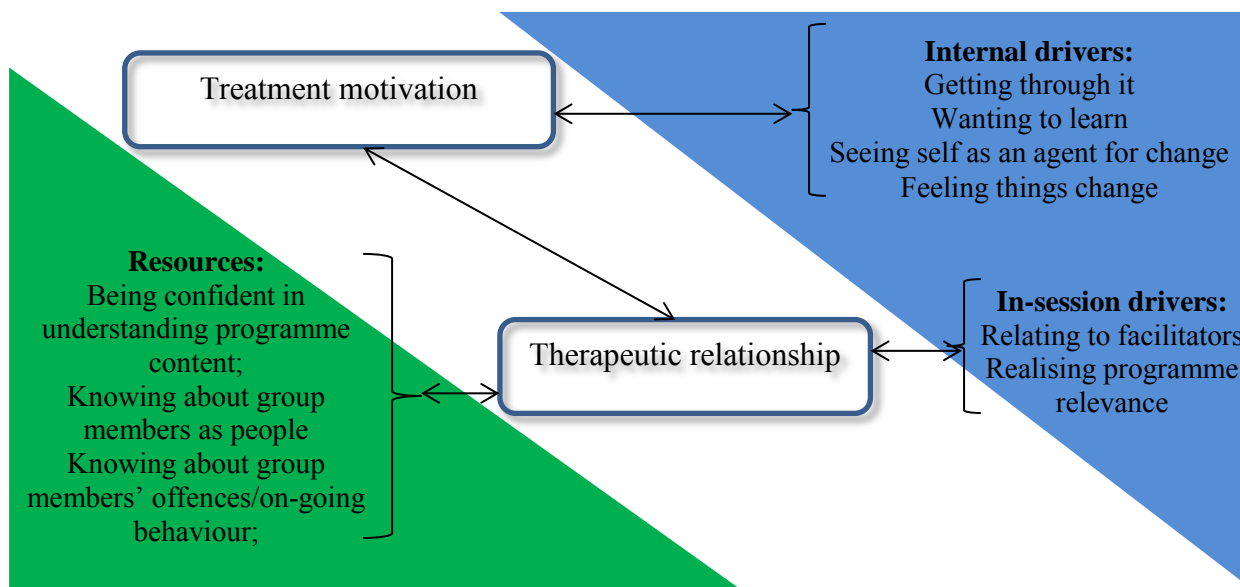 Treatment motivation
Internal drivers:
Getting through it
Wanting to learn
Seeing self as an agent for change
Feeling things change
Resources:
Being confident in
understanding programme
content;
Knowing about group
members as people
Knowing about group
members’ offences/on-going
behaviour;
Therapeutic relationship
In-session drivers:
Relating to facilitators
Realising programme
relevance